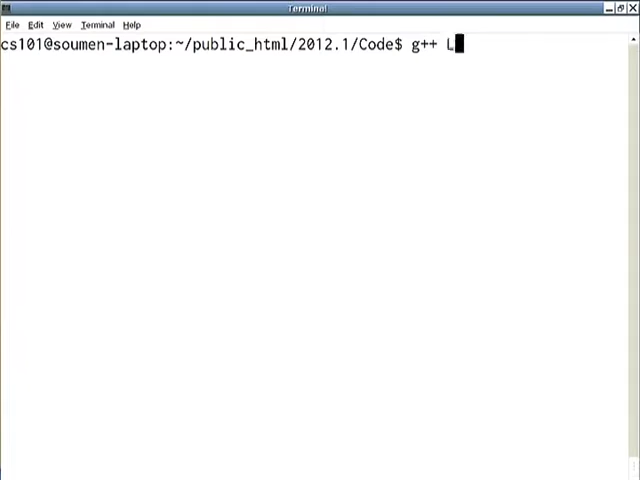 Terminal
File Edit View Terminal Help
cs101@soumen-laptop:~/public_html/2012.1/Code$ g++ L